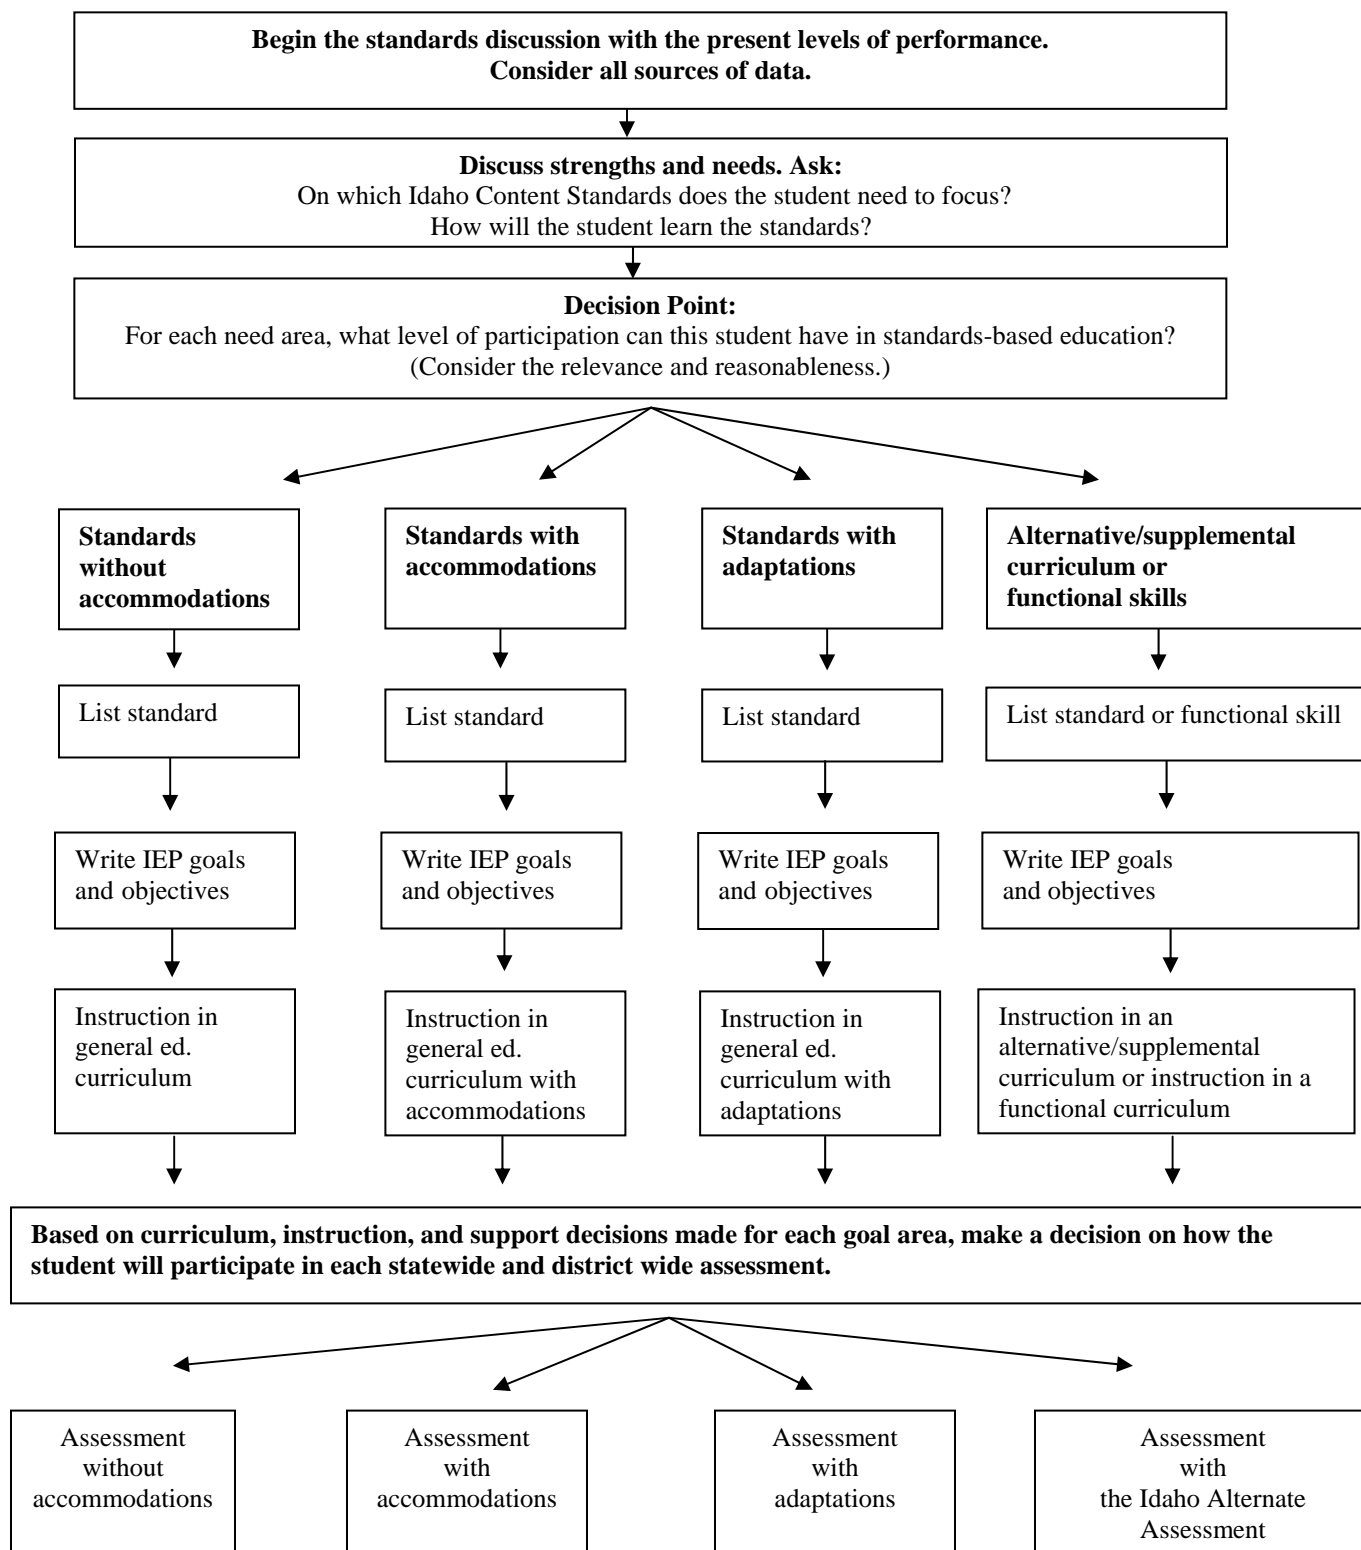 Begin the standards discussion with the present levels of performance.
Consider all sources of data.
Discuss strengths and needs. Ask:
On which Idaho Content Standards does the student need to focus?
How will the student learn the standards?
Decision Point:
For each need area, what level of participation can this student have in standards-based education?
(Consider the relevance and reasonableness.)
Standards
without
accommodations
Standards with
accommodations
Standards with
adaptations
Alternative/supplemental
curriculum or
functional skills
List standard
List standard
List standard
List standard or functional skill
Write IEP goals
and objectives
Write IEP goals
and objectives
Write IEP goals
and objectives
Write IEP goals
and objectives
Instruction in
general ed.
curriculum
Instruction in
general ed.
curriculum with
accommodations
Instruction in
general ed.
curriculum with
adaptations
Instruction in an
alternative/supplemental
curriculum or instruction in a
functional curriculum
Based on curriculum, instruction, and support decisions made for each goal area, make a decision on how the
student will participate in each statewide and district wide assessment.
Assessment
without
accommodations
Assessment
with
accommodations
Assessment
with
adaptations
Assessment
with
the Idaho Alternate
Assessment